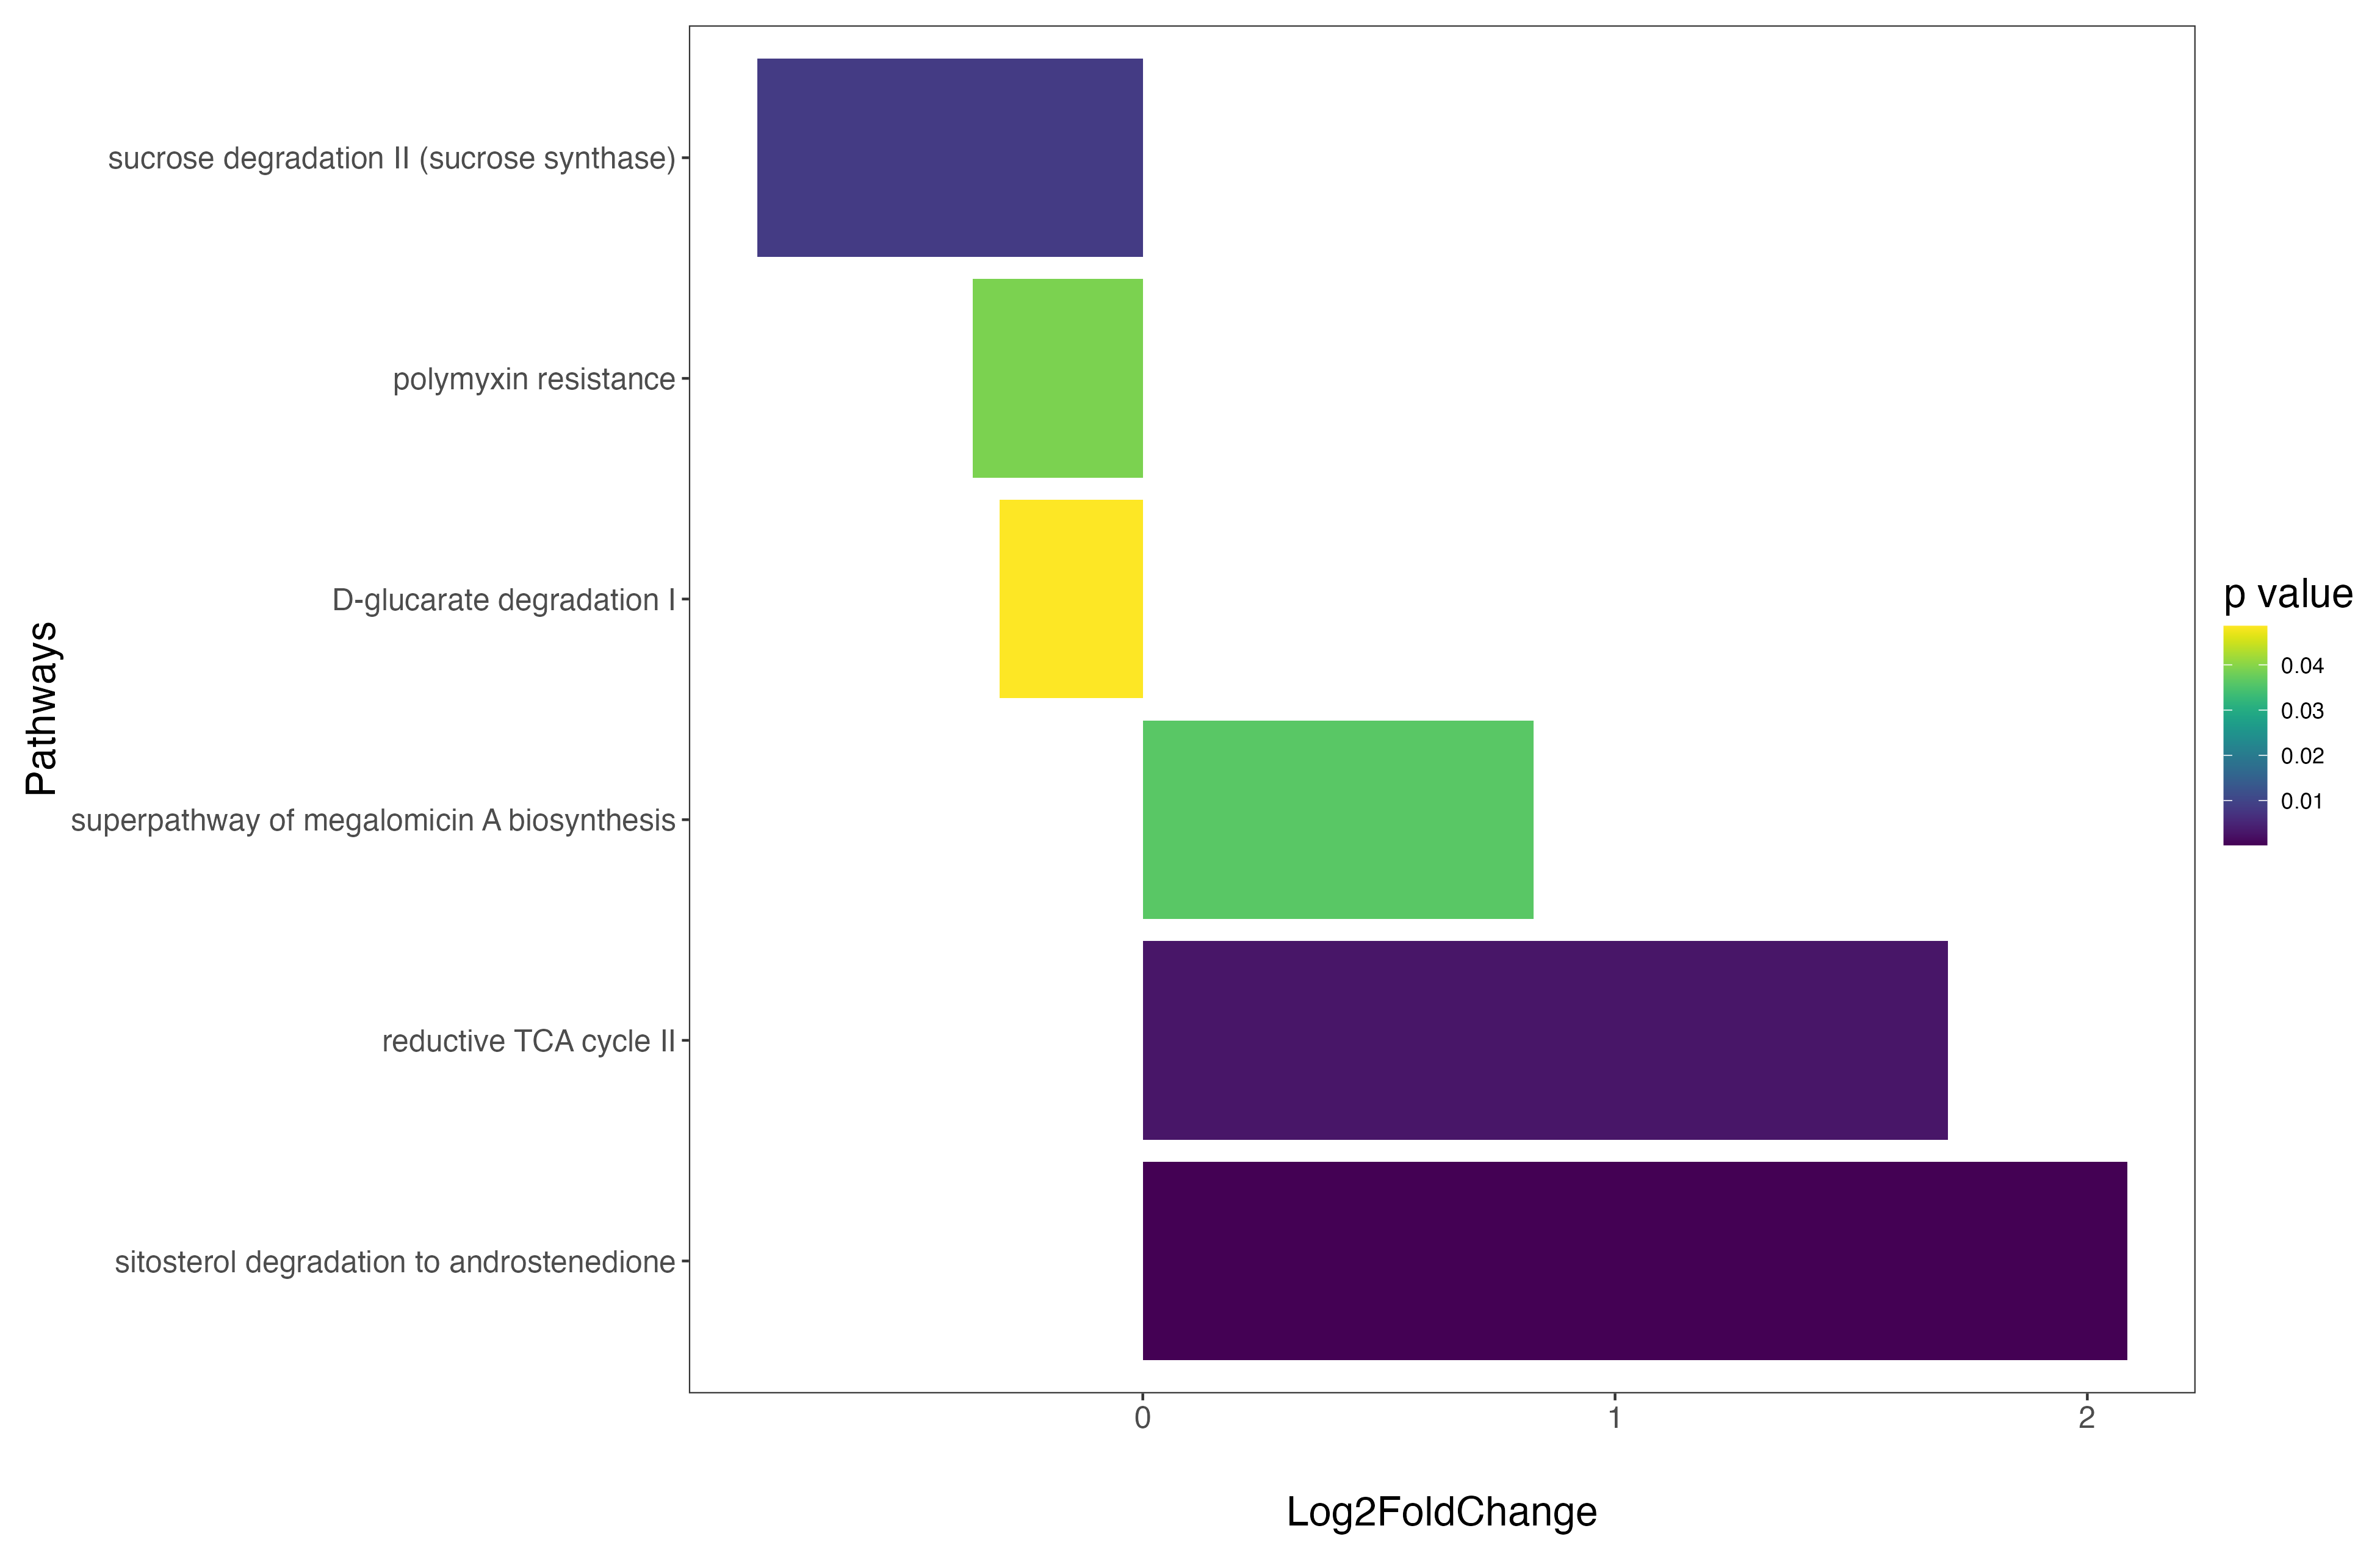 Pathways
sucrose degradation II (sucrose synthase)
polymyxin resistance
D-glucarate degradation I
superpathway of megalomicin A biosynthesis
reductive TCA cycle II
sitosterol degradation to androstenedione
0
1
2
Log2FoldChange
p value
0.04
0.03
0.02
0.01